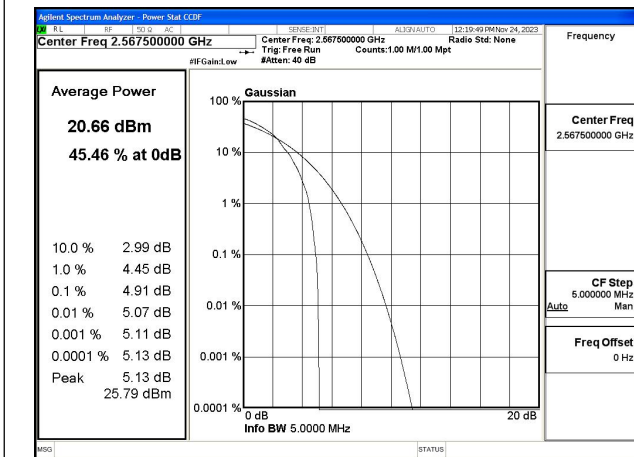 Agilent Spectrum Analyzer - Power Stat CCDF
RL RF 50 Ω AC SENSE:INT ALIGN AUTO 12:19:49 PM Nov 24, 2023
Center Freq 2.567500000 GHz
Center Freq: 2.567500000 GHz Radio Std: None
Trig: Free Run Counts:1.00 M/1.00 Mpt
#IFGain:Low #Atten: 40 dB
Frequency
Average Power
20.66 dBm
45.46 % at 0dB
10.0 % 2.99 dB
1.0 % 4.45 dB
0.1 % 4.91 dB
0.01 % 5.07 dB
0.001 % 5.11 dB
0.0001 % 5.13 dB
Peak 5.13 dB
25.79 dBm
Gaussian
100 %
10 %
1 %
0.1 %
0.01 %
0.001 %
0.0001 %
0 dB 20 dB
Info BW 5.0000 MHz
Center Freq
2.567500000 GHz
CF Step
5.000000 MHz
Auto Man
Freq Offset
0 Hz
MSG STATUS